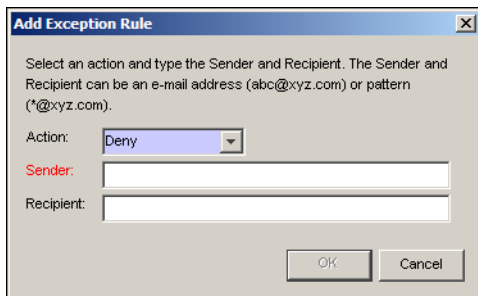 Add Exception Rule
Select an action and type the Sender and Recipient. The Sender and
Recipient can be an e-mail address (abc@xyz.com) or pattern
(*@xyz.com).
Action: Deny
Sender:
Recipient:
OK Cancel